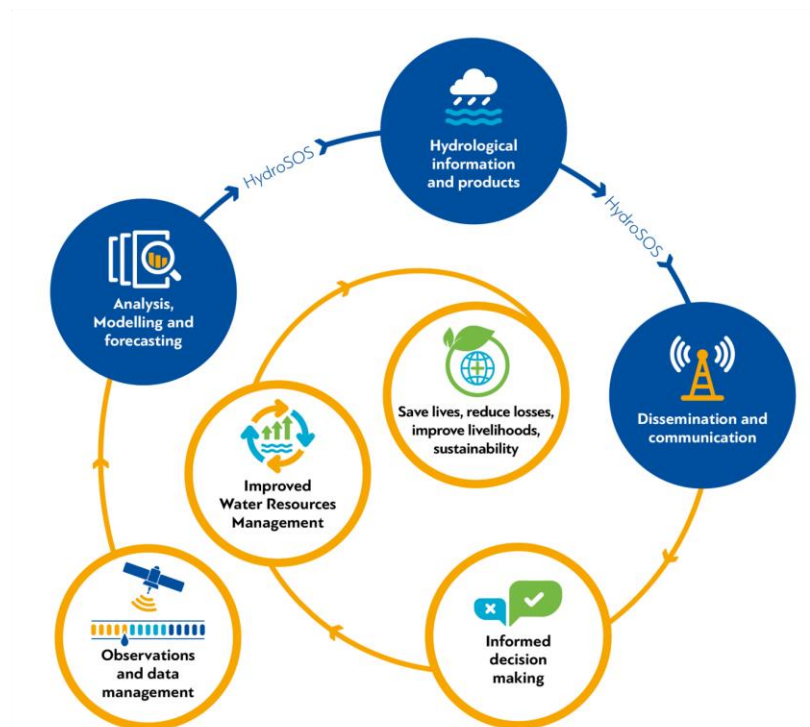 Hydrological
information
and products
HydroSOS
HydroSOS
Analysis,
Modelling and
forecasting
Dissemination and
communication
Save lives, reduce losses,
improve livelihoods,
sustainability
Improved
Water Resources
Management
Observations
and data
management
Informed
decision
making